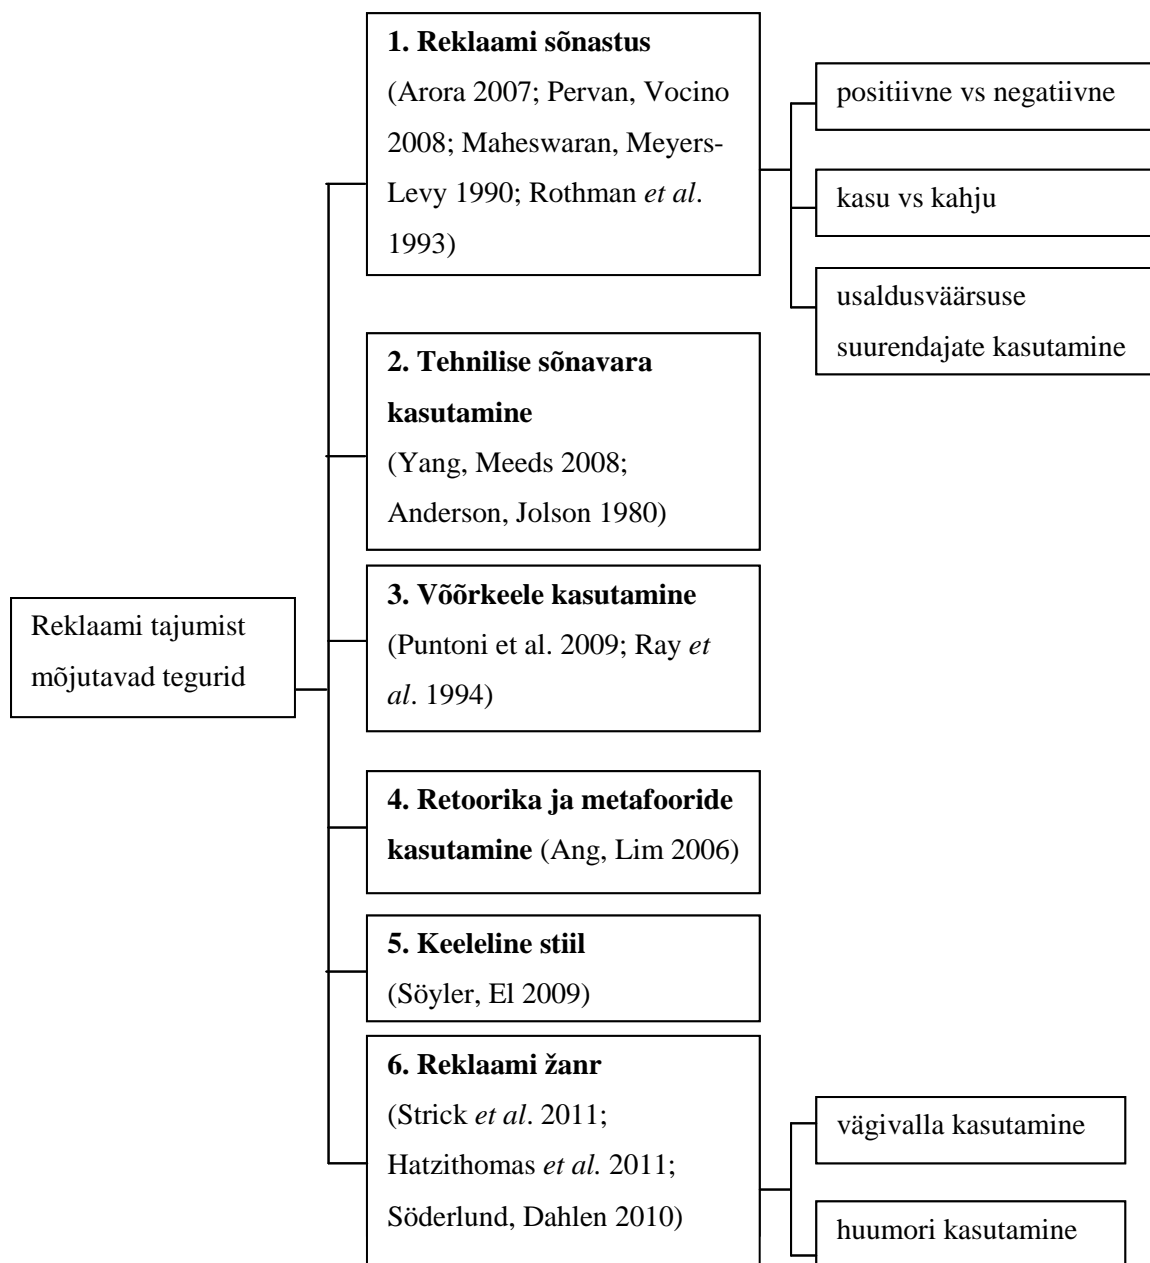 1. Reklaami sõnastus
(Arora 2007; Pervan, Vocino
2008; Maheswaran, Meyers-
Levy 1990; Rothman et al.
1993)
positiivne vs negatiivne
kasu vs kahju
usaldusväärsuse
suurendajate kasutamine
2. Tehnilise sõnavara
kasutamine
(Yang, Meeds 2008;
Anderson, Jolson 1980)
Reklaami tajumist
mõjutavad tegurid
3. Võõrkeele kasutamine
(Puntoni et al. 2009; Ray et
al. 1994)
4. Retoorika ja metafooride
kasutamine (Ang, Lim 2006)
5. Keeleline stiil
(Söyler, El 2009)
6. Reklaami žanr
(Strick et al. 2011;
Hatzithomas et al. 2011;
Söderlund, Dahlen 2010)
vägivalla kasutamine
huumori kasutamine